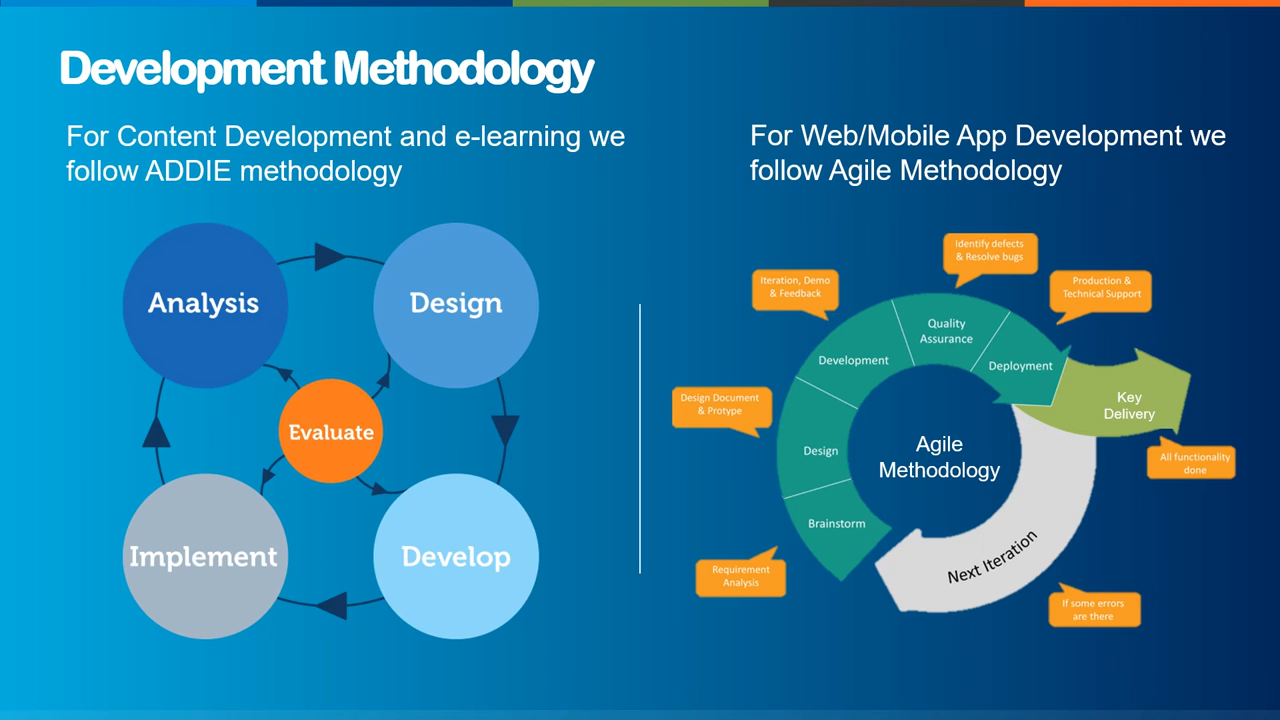 Development Methodology
For Content Development and e-learning we
follow ADDIE methodology
Analysis
Design
Evaluate
Implement
Develop
For Web/Mobile App Development we
follow Agile Methodology
Identify defects
& Resolve bugs
Iteration, Demo
& Feedback
Production &
Technical Support
Quality
Assurance
Development
Deployment
Design Document
& Protype
Key
Delivery
Agile
Methodology
Design
All functionality
done
Brainstorm
Next Iteration
Requirement
Analysis
If some errors
are there